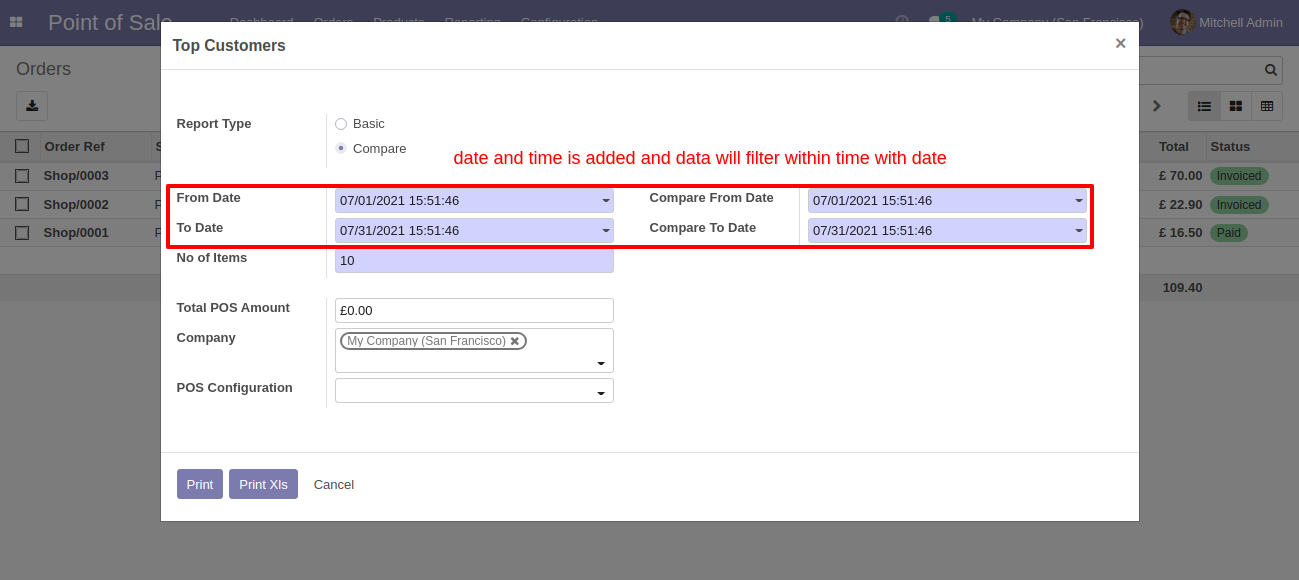 Point of Sale Dashboard Orders Products Reporting Configuration 5 My Company (San Francisco) Mitchell Admin
Top Customers ×
Orders
Report Type
Basic
Compare
date and time is added and data will filter within time with date
Order Ref Total Status
Shop/0003 £ 70.00 Invoiced
Shop/0002 £ 22.90 Invoiced
Shop/0001 £ 16.50 Paid
109.40
From Date 07/01/2021 15:51:46 Compare From Date 07/01/2021 15:51:46
To Date 07/31/2021 15:51:46 Compare To Date 07/31/2021 15:51:46
No of Items 10
Total POS Amount £0.00
Company My Company (San Francisco)
POS Configuration
Print Print Xls Cancel